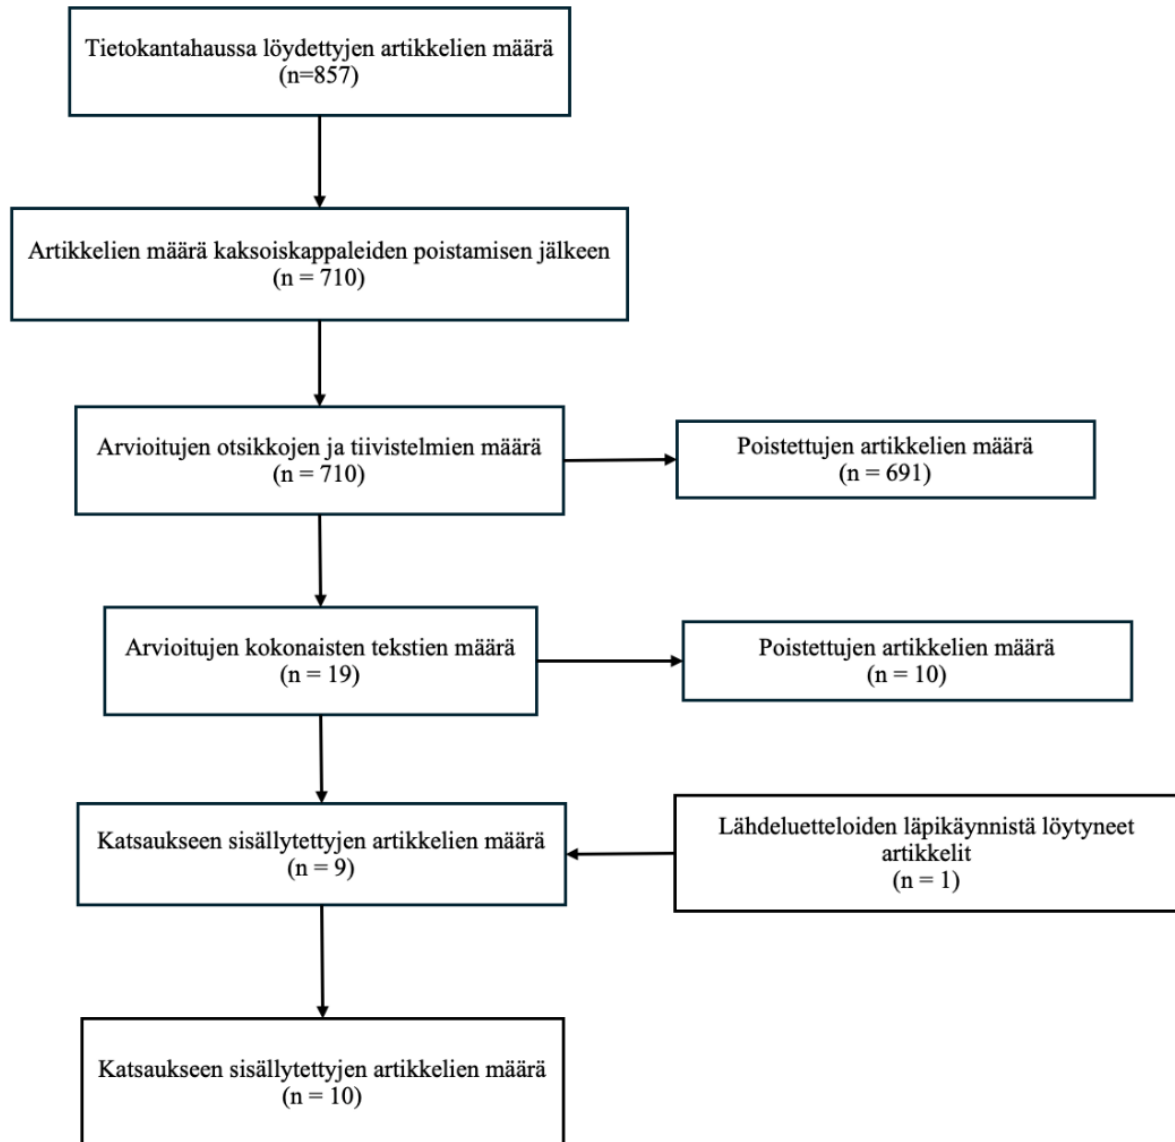 Tietokantahaussa löydettyjen artikkelien määrä
(n=857)
Artikkelien määrä kaksoiskappaleiden poistamisen jälkeen
(n = 710)
Arvioitujen otsikkojen ja tiivistelmien määrä
(n = 710)
Poistettujen artikkelien määrä
(n = 691)
Arvioitujen kokonaisten tekstien määrä
(n = 19)
Poistettujen artikkelien määrä
(n = 10)
Katsaukseen sisällytettyjen artikkelien määrä
(n = 9)
Lähdeluetteloiden läpikäynnistä löytyneet
artikkelit
(n = 1)
Katsaukseen sisällytettyjen artikkelien määrä
(n = 10)